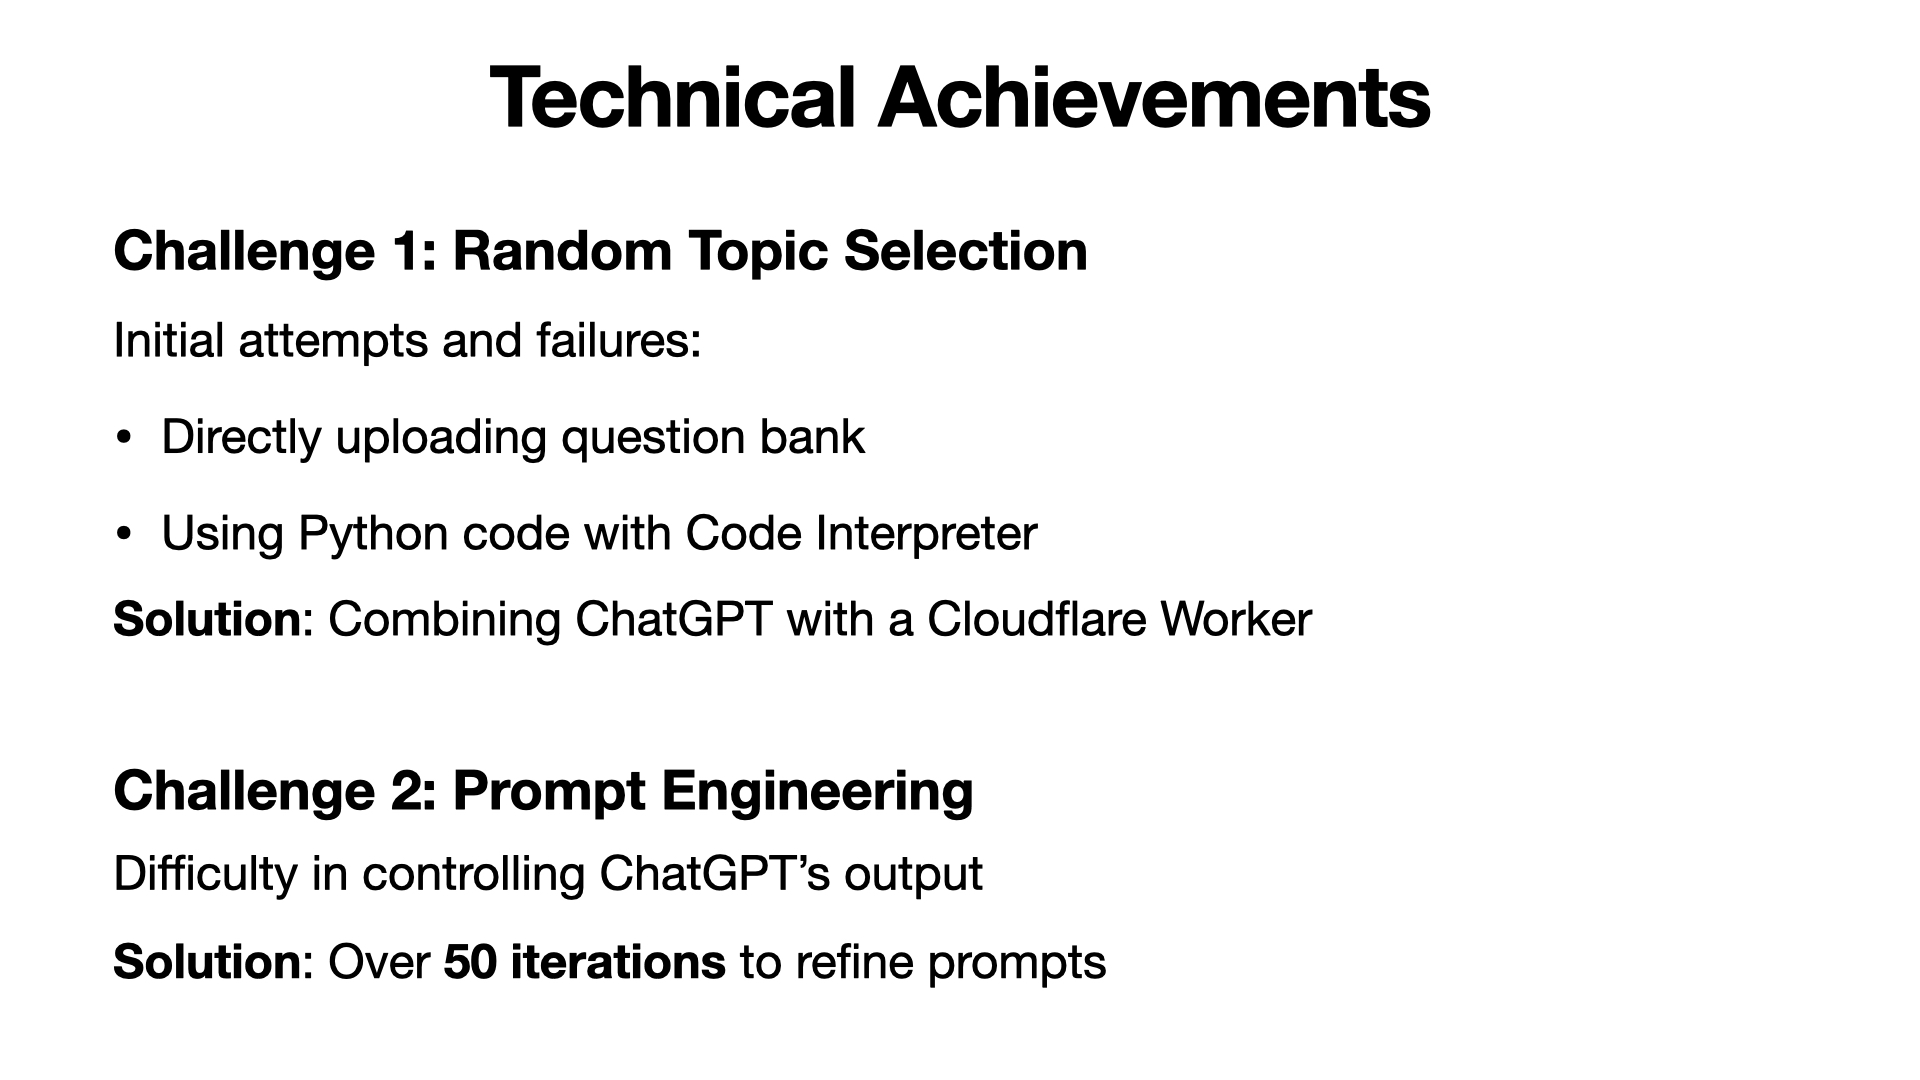 Technical Achievements
Challenge 1: Random Topic Selection
Initial attempts and failures:
• Directly uploading question bank
• Using Python code with Code Interpreter
Solution: Combining ChatGPT with a Cloudflare Worker
Challenge 2: Prompt Engineering
Difficulty in controlling ChatGPT’s output
Solution: Over 50 iterations to refine prompts